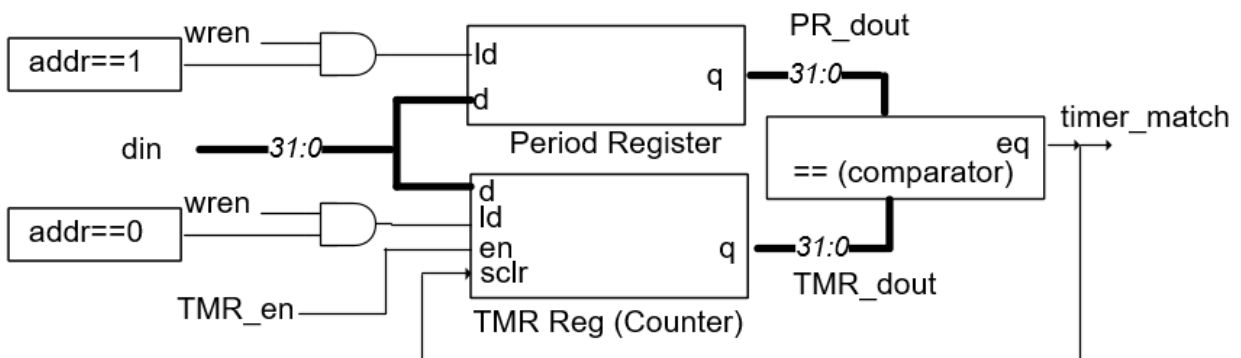 wren
addr==1
ld
d
q
Period Register
PR_dout
31:0
din
31:0
timer_match
eq
== (comparator)
wren
addr==0
d
ld
en
sclr
q
31:0
TMR_dout
TMR_en
TMR Reg (Counter)